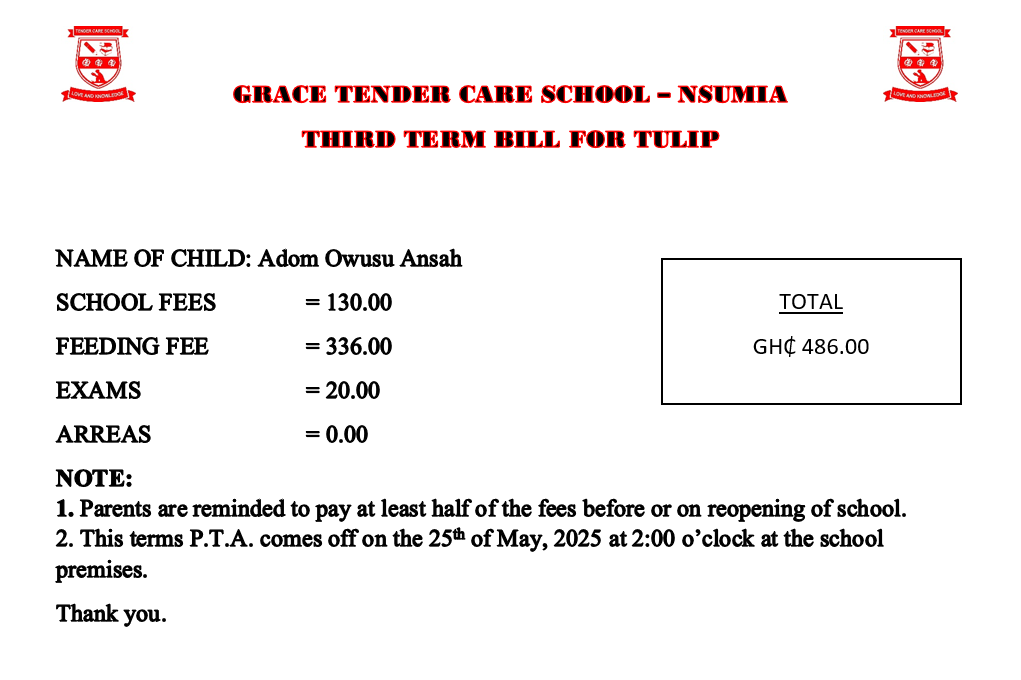 TENDER CARE SCHOOL
LOVE AND KNOWLEDGE
TENDER CARE SCHOOL
LOVE AND KNOWLEDGE
GRACE TENDER CARE SCHOOL – NSUMIA
THIRD TERM BILL FOR TULIP
NAME OF CHILD: Adom Owusu Ansah
SCHOOL FEES = 130.00
FEEDING FEE = 336.00
EXAMS = 20.00
ARREAS = 0.00
TOTAL
GH₵ 486.00
NOTE:
1. Parents are reminded to pay at least half of the fees before or on reopening of school.
2. This terms P.T.A. comes off on the 25th of May, 2025 at 2:00 o’clock at the school
premises.
Thank you.